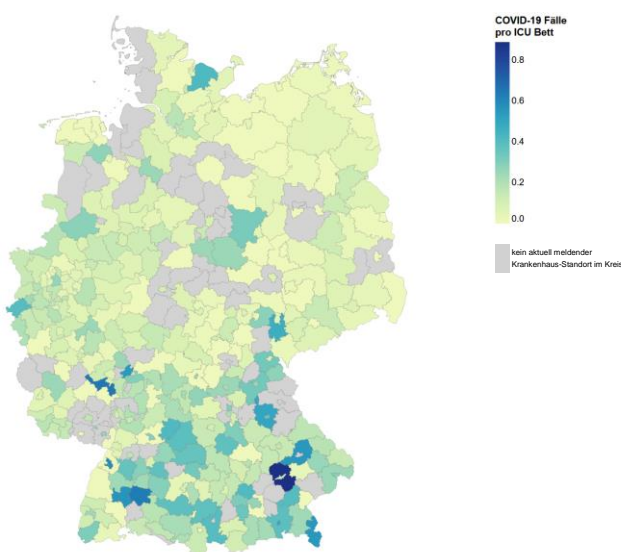 COVID-19 Fälle
pro ICU Bett
0.8
0.6
0.4
0.2
0.0
kein aktuell meldender
Krankenhaus-Standort im Kreis